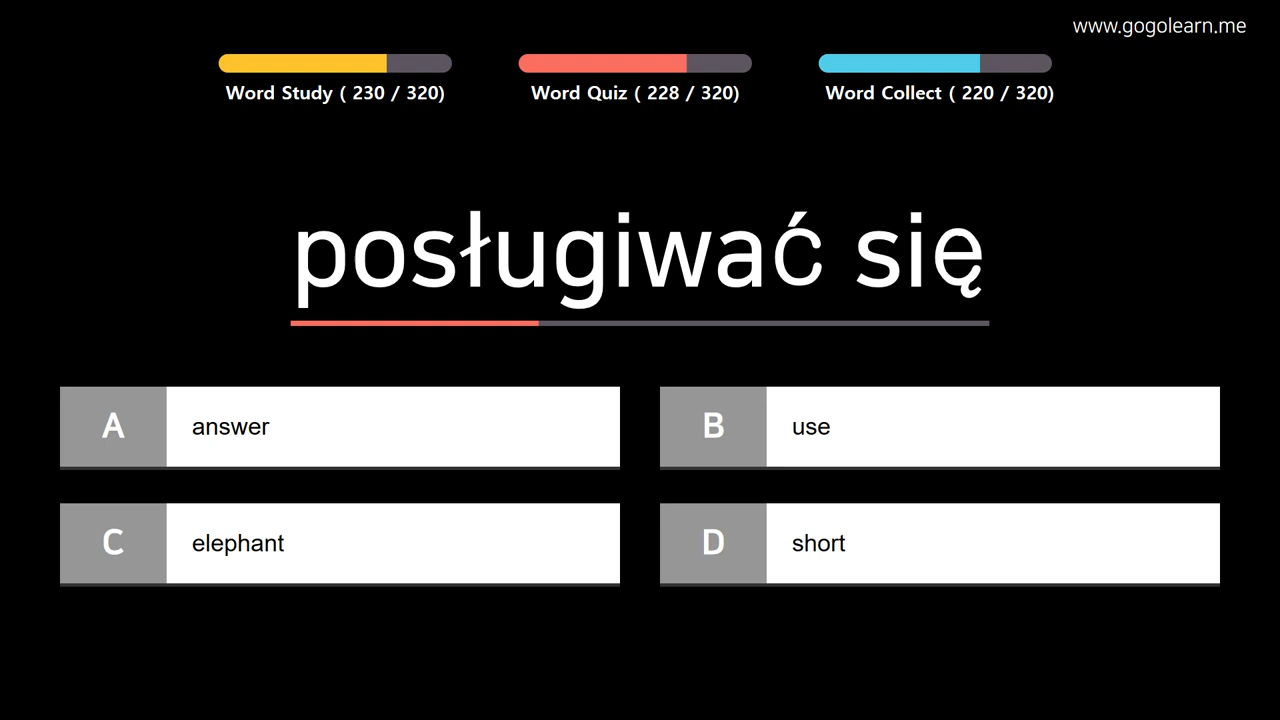 www.gogolearn.me
Word Study ( 230 / 320)
Word Quiz ( 228 / 320)
Word Collect ( 220 / 320)
posługiwać się
A answer
B use
C elephant
D short